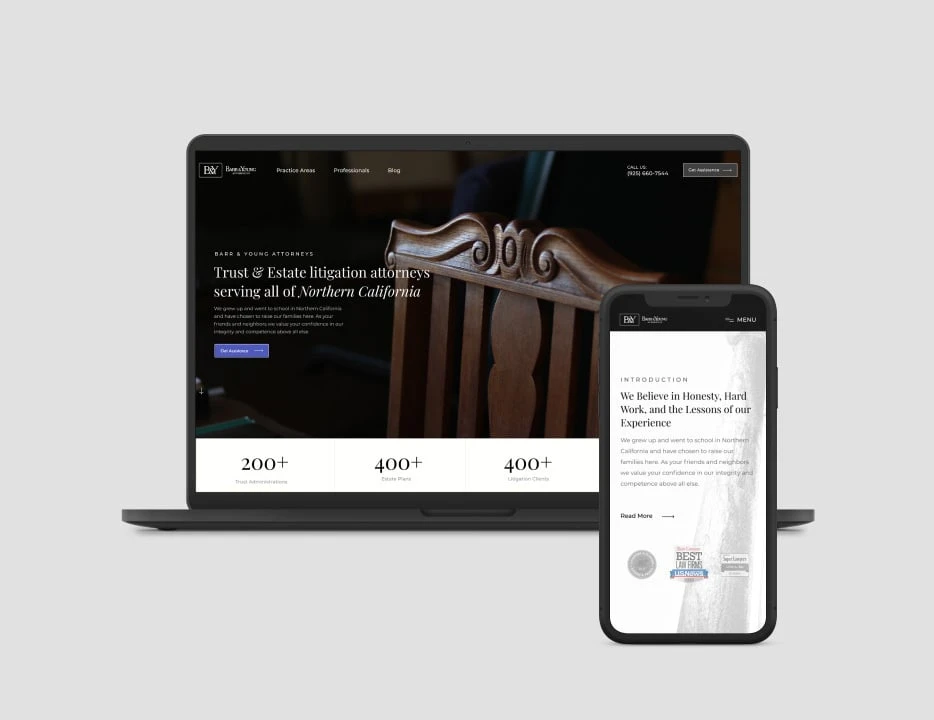 B&Y
BARR & YOUNG
Practice Areas
Professionals
Blog
CALL US:
(925) 660-7544
Get Assistance
BARR & YOUNG ATTORNEYS
Trust & Estate litigation attorneys
serving all of Northern California
We grew up and went to school in Northern California
and have chosen to raise our families here. As your
friends and neighbors we value your confidence in our
integrity and competence above all else.
Get Assistance
200+
Trust Administrations
400+
Estate Plans
400+
Litigation Clients
B&Y
BARR & YOUNG
MENU
INTRODUCTION
We Believe in Honesty, Hard
Work, and the Lessons of our
Experience
We grew up and went to school in Northern
California and have chosen to raise our
families here. As your friends and neighbors
we value your confidence in our integrity and
competence above all else.
Read More
Best Lawyers
BEST
LAW FIRMS
U.S.News
Super Lawyers